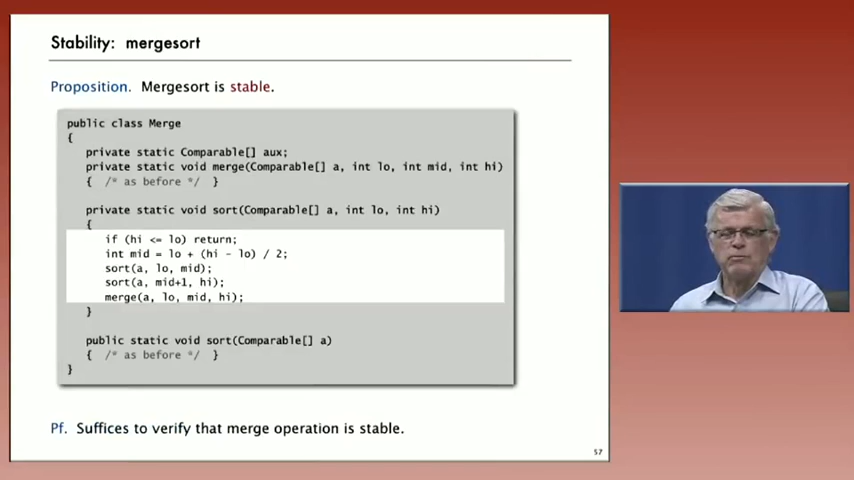 Stability: mergesort
Proposition. Mergesort is stable.
public class Merge
{
private static Comparable[] aux;
private static void merge(Comparable[] a, int lo, int mid, int hi)
{ /* as before */ }
private static void sort(Comparable[] a, int lo, int hi)
{
if (hi <= lo) return;
int mid = lo + (hi - lo) / 2;
sort(a, lo, mid);
sort(a, mid+1, hi);
merge(a, lo, mid, hi);
}
public static void sort(Comparable[] a)
{ /* as before */ }
}
Pf. Suffices to verify that merge operation is stable.
57